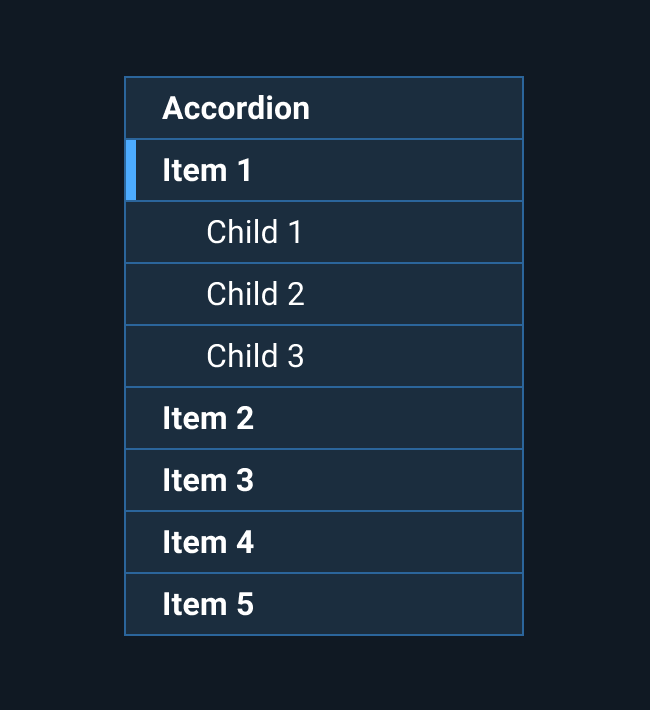 Accordion
Item 1
Child 1
Child 2
Child 3
Item 2
Item 3
Item 4
Item 5